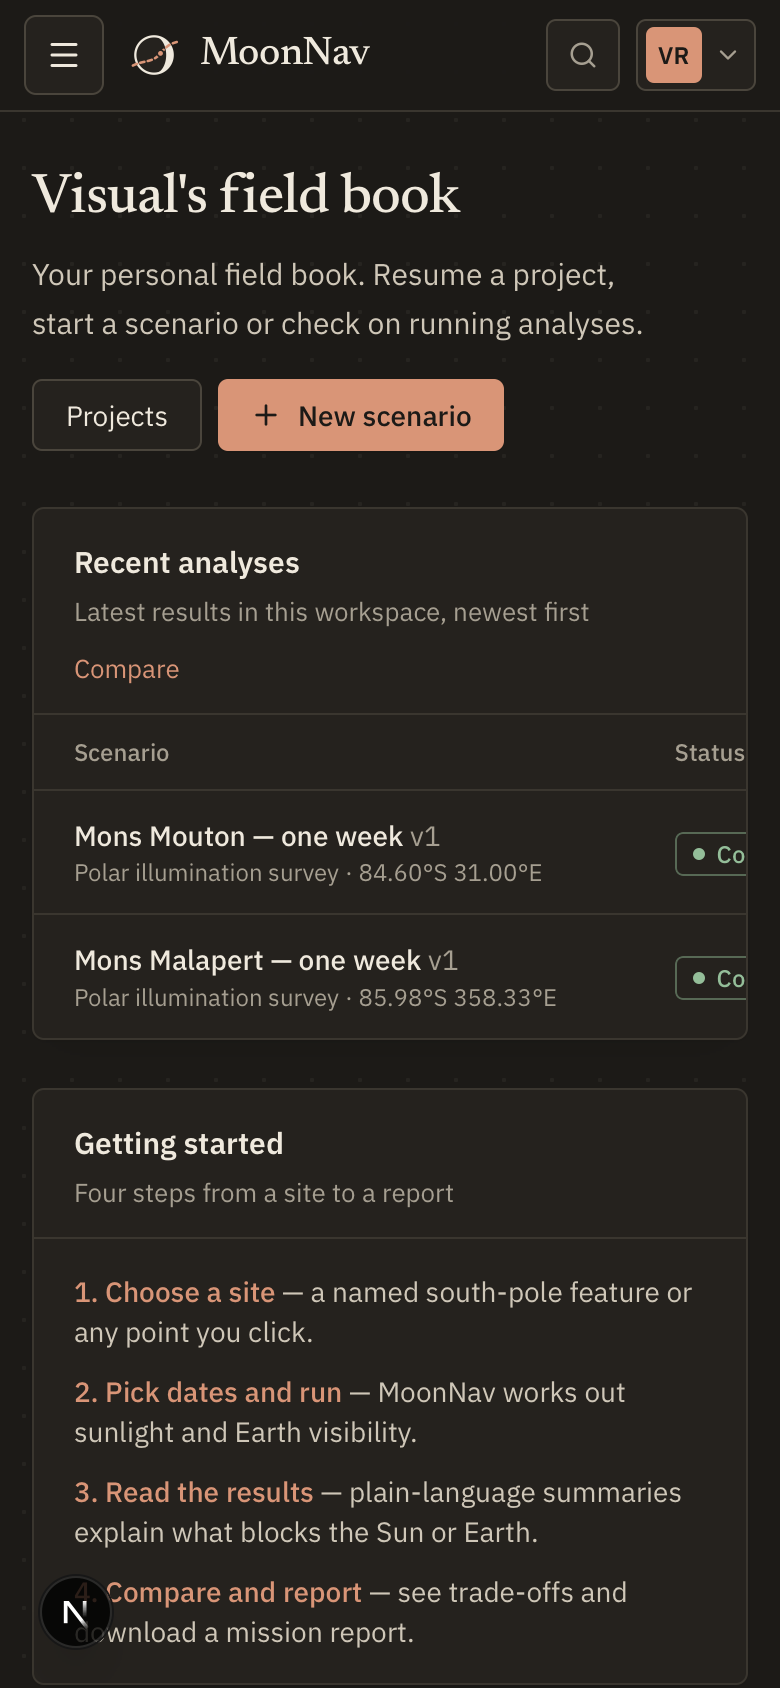 MoonNav
VR
Visual's field book
Your personal field book. Resume a project,
start a scenario or check on running analyses.
Projects
+ New scenario
Recent analyses
Latest results in this workspace, newest first
Compare
Scenario Status
Mons Mouton — one week v1
Co
Polar illumination survey · 84.60°S 31.00°E
Mons Malapert — one week v1
Co
Polar illumination survey · 85.98°S 358.33°E
Getting started
Four steps from a site to a report
1. Choose a site — a named south-pole feature or
any point you click.
2. Pick dates and run — MoonNav works out
sunlight and Earth visibility.
3. Read the results — plain-language summaries
explain what blocks the Sun or Earth.
4. Compare and report — see trade-offs and
download a mission report.
N